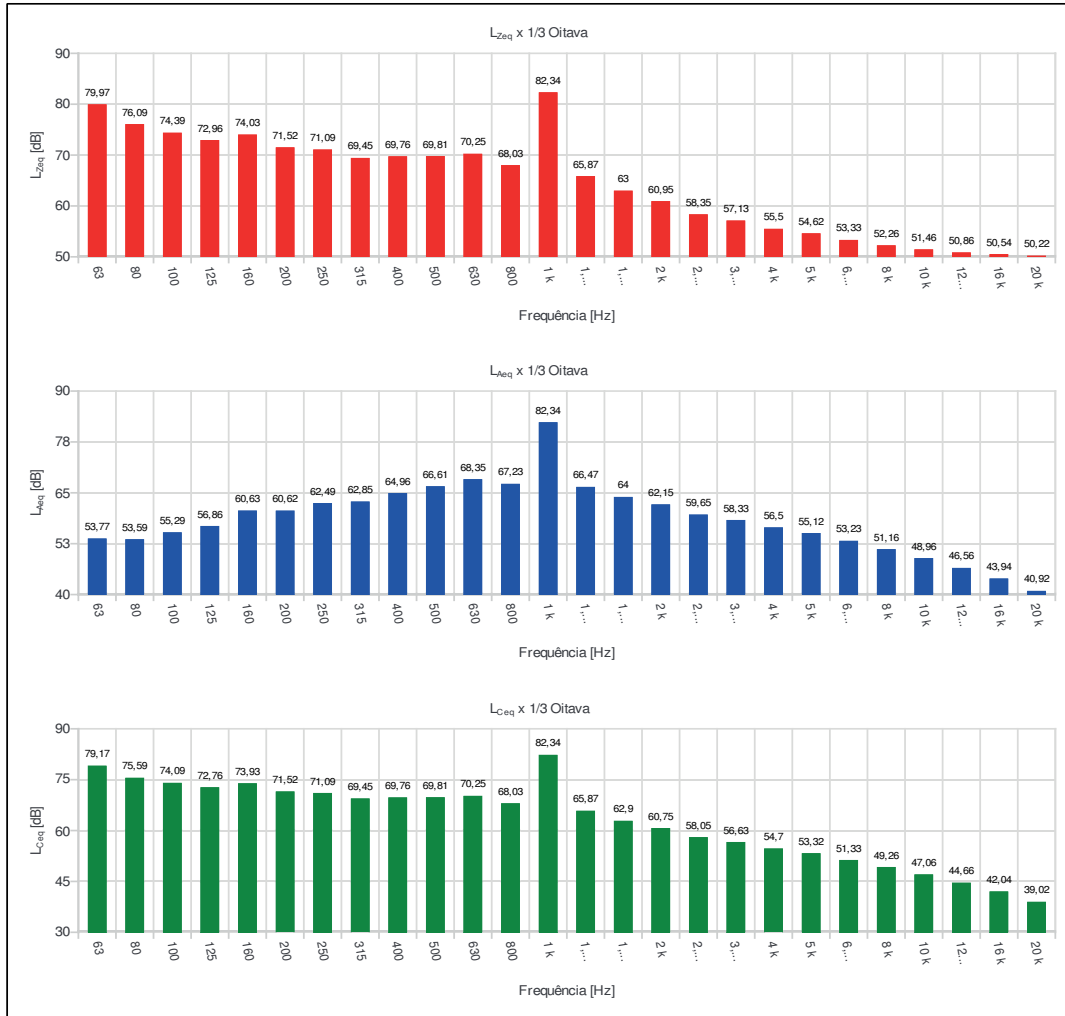 L_Zeq x 1/3 Oitava
90
80
70
60
50
L_Zeq [dB]
79,97 76,09 74,39 72,96 74,03 71,52 71,09 69,45 69,76 69,81 70,25 68,03 82,34 65,87 63 60,95 58,35 57,13 55,5 54,62 53,33 52,26 51,46 50,86 50,54 50,22
63 80 100 125 160 200 250 315 400 500 630 800 1 k 1,... 1,... 2 k 2,... 3,... 4 k 5 k 6,... 8 k 10 k 12... 16 k 20 k
Frequência [Hz]
L_Aeq x 1/3 Oitava
90
78
65
53
40
L_Aeq [dB]
53,77 53,59 55,29 56,86 60,63 60,62 62,49 62,85 64,96 66,61 68,35 67,23 82,34 66,47 64 62,15 59,65 58,33 56,5 55,12 53,23 51,16 48,96 46,56 43,94 40,92
63 80 100 125 160 200 250 315 400 500 630 800 1 k 1,... 1,... 2 k 2,... 3,... 4 k 5 k 6,... 8 k 10 k 12... 16 k 20 k
Frequência [Hz]
L_Ceq x 1/3 Oitava
90
75
60
45
30
L_Ceq [dB]
79,17 75,59 74,09 72,76 73,93 71,52 71,09 69,45 69,76 69,81 70,25 68,03 82,34 65,87 62,9 60,75 58,05 56,63 54,7 53,32 51,33 49,26 47,06 44,66 42,04 39,02
63 80 100 125 160 200 250 315 400 500 630 800 1 k 1,... 1,... 2 k 2,... 3,... 4 k 5 k 6,... 8 k 10 k 12... 16 k 20 k
Frequência [Hz]